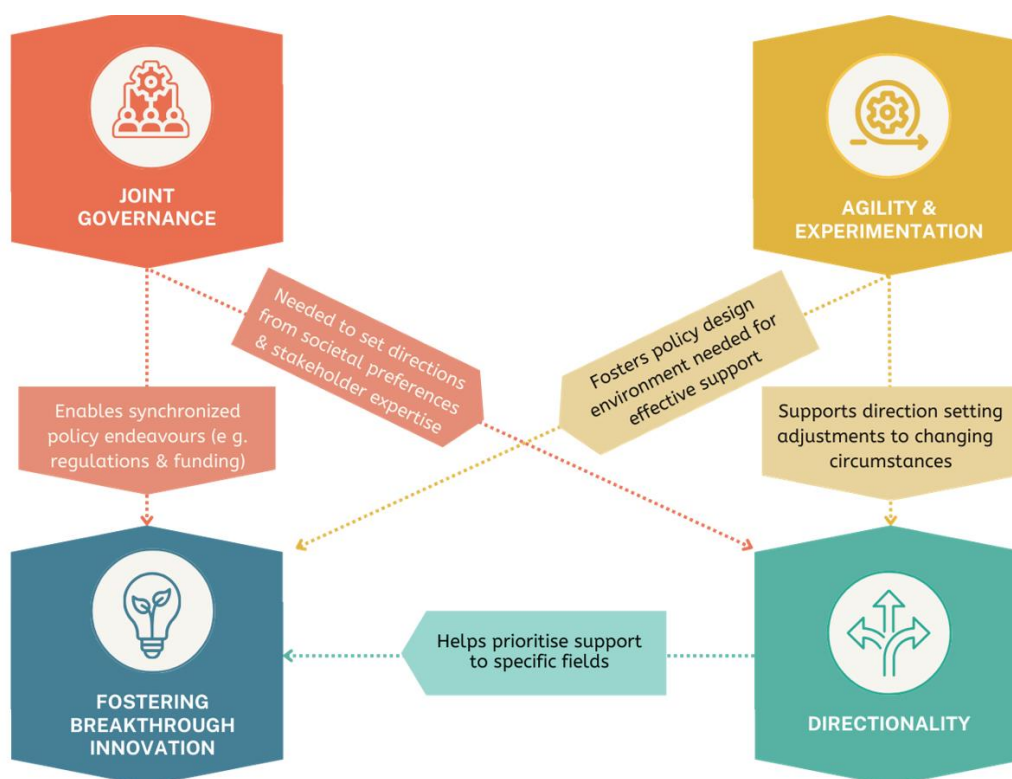 JOINT
GOVERNANCE
AGILITY &
EXPERIMENTATION
Needed to set directions
from societal preferences
& stakeholder expertise
Fosters policy design
environment needed for
effective support
Enables synchronized
policy endeavours (e g.
regulations & funding)
Supports direction setting
adjustments to changing
circumstances
Helps prioritise support
to specific fields
FOSTERING
BREAKTHROUGH
INNOVATION
DIRECTIONALITY